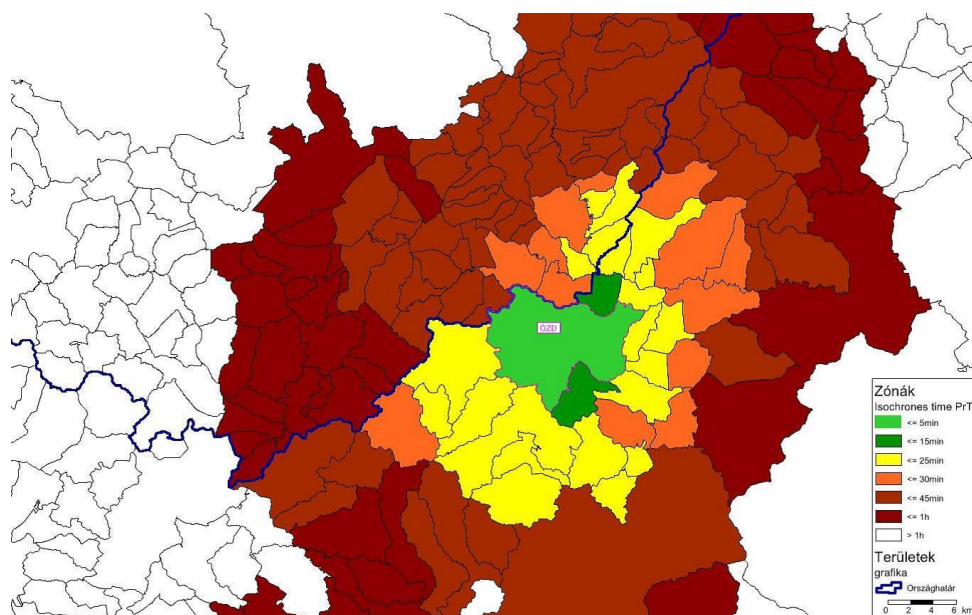 ÓZD
Zónák
Isochrones time PrT
<= 5min
<= 15min
<= 25min
<= 30min
<= 45min
<= 1h
> 1h
Területek
grafika
Országhatár
0 2 4 6 km